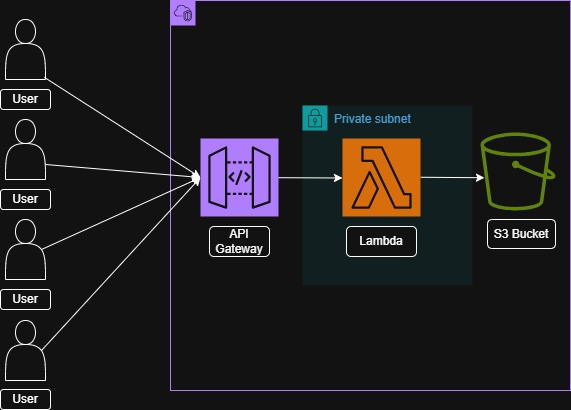 User
User
User
User
Private subnet
</>
API
Gateway
Lambda
S3 Bucket